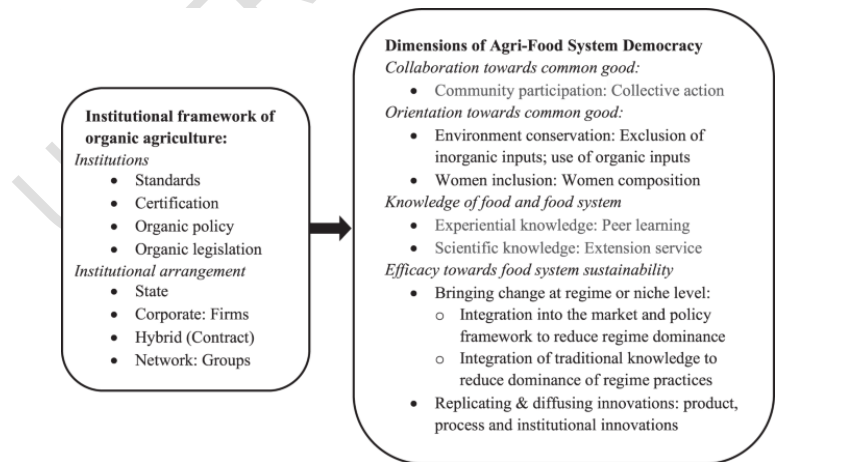 Institutional framework of
organic agriculture:
Institutions
• Standards
• Certification
• Organic policy
• Organic legislation
Institutional arrangement
• State
• Corporate: Firms
• Hybrid (Contract)
• Network: Groups
Dimensions of Agri-Food System Democracy
Collaboration towards common good:
• Community participation: Collective action
Orientation towards common good:
• Environment conservation: Exclusion of
inorganic inputs; use of organic inputs
• Women inclusion: Women composition
Knowledge of food and food system
• Experiential knowledge: Peer learning
• Scientific knowledge: Extension service
Efficacy towards food system sustainability
• Bringing change at regime or niche level:
o Integration into the market and policy
framework to reduce regime dominance
o Integration of traditional knowledge to
reduce dominance of regime practices
• Replicating & diffusing innovations: product,
process and institutional innovations